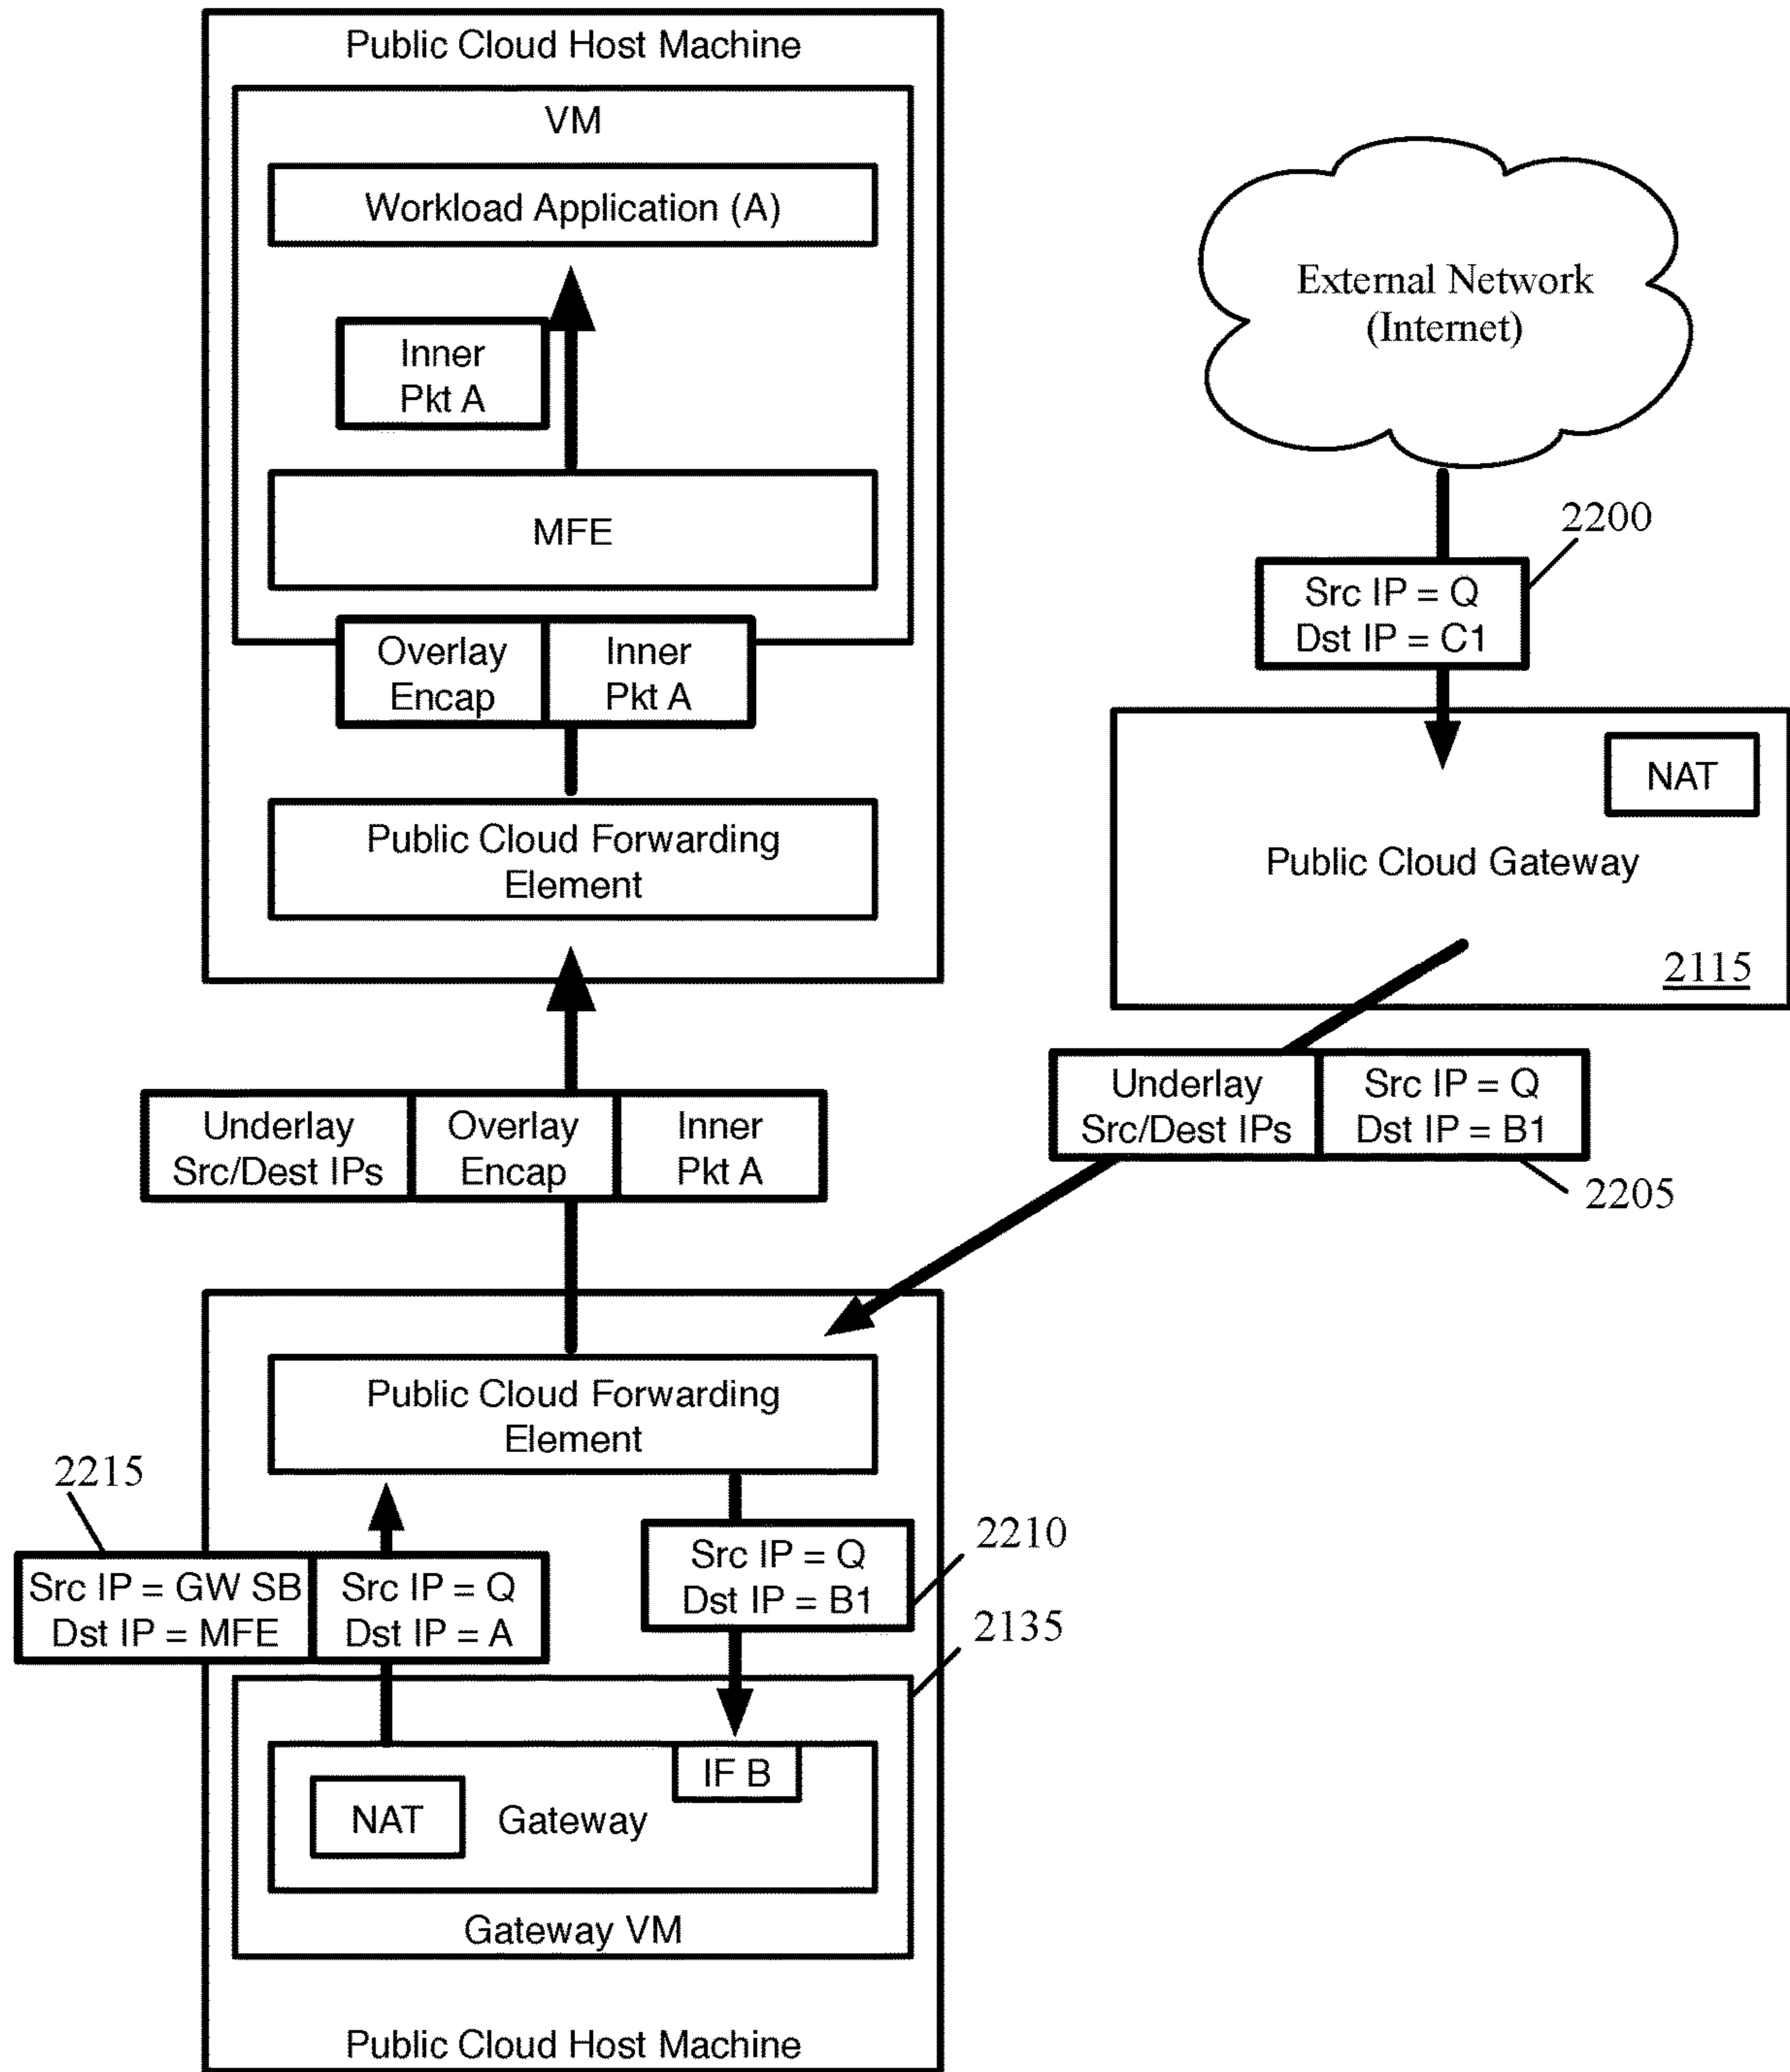 Public Cloud Host Machine
VM
Workload Application (A)
Inner
Pkt A
MFE
Overlay
Encap
Inner
Pkt A
Public Cloud Forwarding
Element
External Network
(Internet)
2200
Src IP = Q
Dst IP = C1
NAT
Public Cloud Gateway
2115
Underlay
Src/Dest IPs
Src IP = Q
Dst IP = B1
2205
Underlay
Src/Dest IPs
Overlay
Encap
Inner
Pkt A
Public Cloud Forwarding
Element
2215
Src IP = GW SB
Dst IP = MFE
Src IP = Q
Dst IP = A
Src IP = Q
Dst IP = B1
2210
2135
IF B
NAT
Gateway
Gateway VM
Public Cloud Host Machine